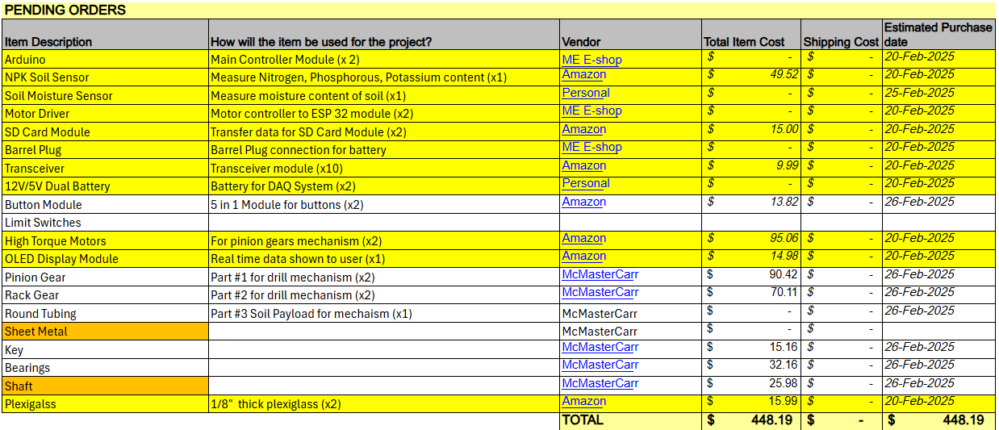 PENDING ORDERS
Item Description How will the item be used for the project? Vendor Total Item Cost Shipping Cost Estimated Purchase date
Arduino Main Controller Module (x 2) ME E-shop $ - $ - 20-Feb-2025
NPK Soil Sensor Measure Nitrogen, Phosphorous, Potassium content (x1) Amazon $ 49.52 $ - 20-Feb-2025
Soil Moisture Sensor Measure moisture content of soil (x1) Personal $ - $ - 25-Feb-2025
Motor Driver Motor controller to ESP 32 module (x2) ME E-shop $ - $ - 20-Feb-2025
SD Card Module Transfer data for SD Card Module (x2) Amazon $ 15.00 $ - 20-Feb-2025
Barrel Plug Barrel Plug connection for battery ME E-shop $ - $ - 20-Feb-2025
Transceiver Transceiver module (x10) Amazon $ 9.99 $ - 20-Feb-2025
12V/5V Dual Battery Battery for DAQ System (x2) Personal $ - $ - 20-Feb-2025
Button Module 5 in 1 Module for buttons (x2) Amazon $ 13.82 $ - 26-Feb-2025
Limit Switches
High Torque Motors For pinion gears mechanism (x2) Amazon $ 95.06 $ - 20-Feb-2025
OLED Display Module Real time data shown to user (x1) Amazon $ 14.98 $ - 20-Feb-2025
Pinion Gear Part #1 for drill mechanism (x2) McMasterCarr $ 90.42 $ - 26-Feb-2025
Rack Gear Part #2 for drill mechanism (x2) McMasterCarr $ 70.11 $ - 26-Feb-2025
Round Tubing Part #3 Soil Payload for mechaism (x1) McMasterCarr $ - $ - 26-Feb-2025
Sheet Metal McMasterCarr $ - $ -
Key McMasterCarr $ 15.16 $ - 26-Feb-2025
Bearings McMasterCarr $ 32.16 $ - 26-Feb-2025
Shaft McMasterCarr $ 25.98 $ - 26-Feb-2025
Plexigalss 1/8" thick plexiglass (x2) Amazon $ 15.99 $ - 20-Feb-2025
TOTAL $ 448.19 $ - $ 448.19